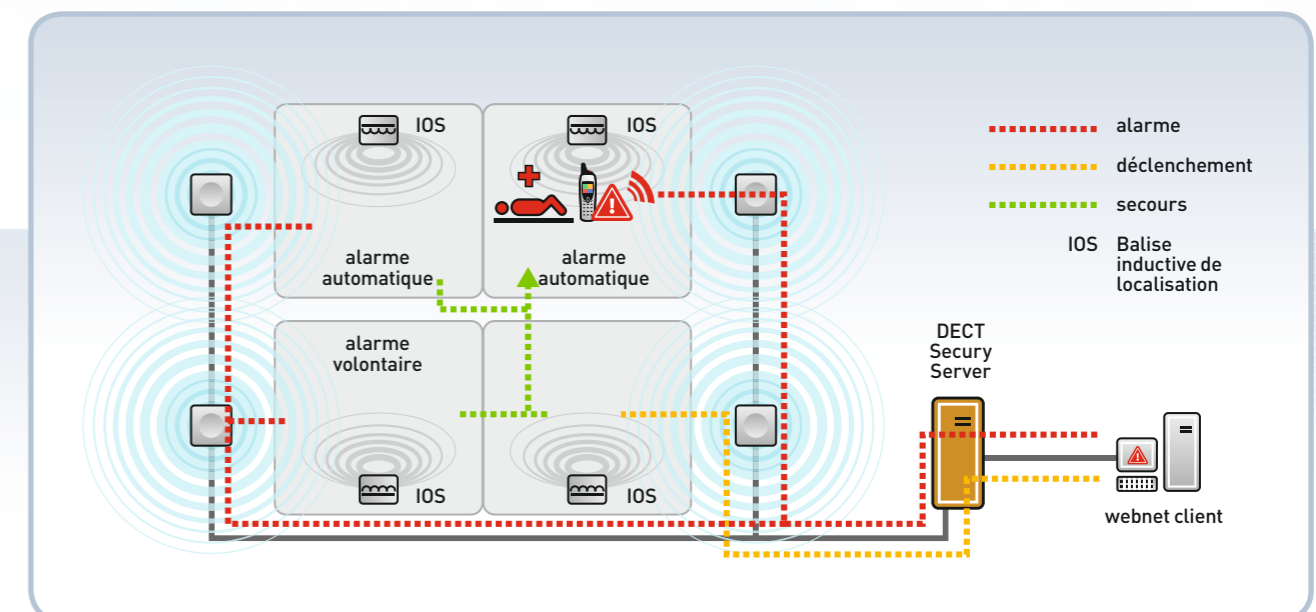 IOS
IOS
alarme
automatique
alarme
automatique
alarme
volontaire
IOS
IOS
alarme
déclenchement
secours
IOS Balise
inductive de
localisation
DECT
Secury
Server
webnet client